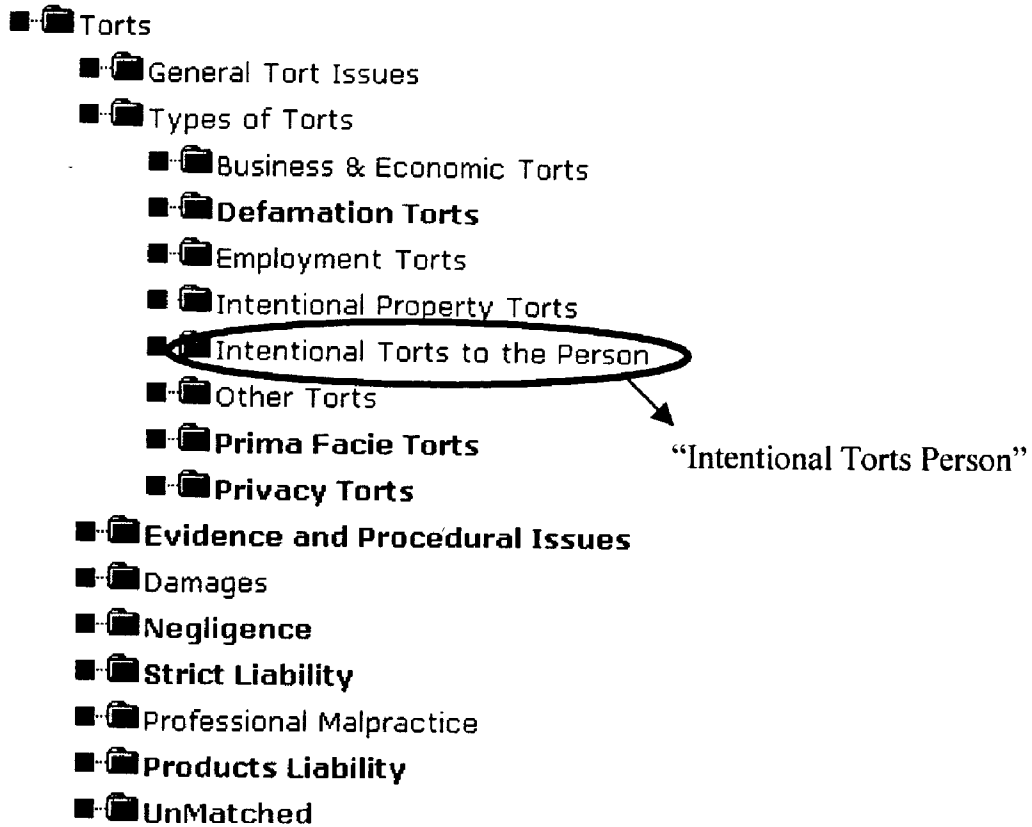 Torts
General Tort Issues
Types of Torts
Business & Economic Torts
Defamation Torts
Employment Torts
Intentional Property Torts
Intentional Torts to the Person
Other Torts
Prima Facie Torts
"Intentional Torts Person"
Privacy Torts
Evidence and Procedural Issues
Damages
Negligence
Strict Liability
Professional Malpractice
Products Liability
UnMatched